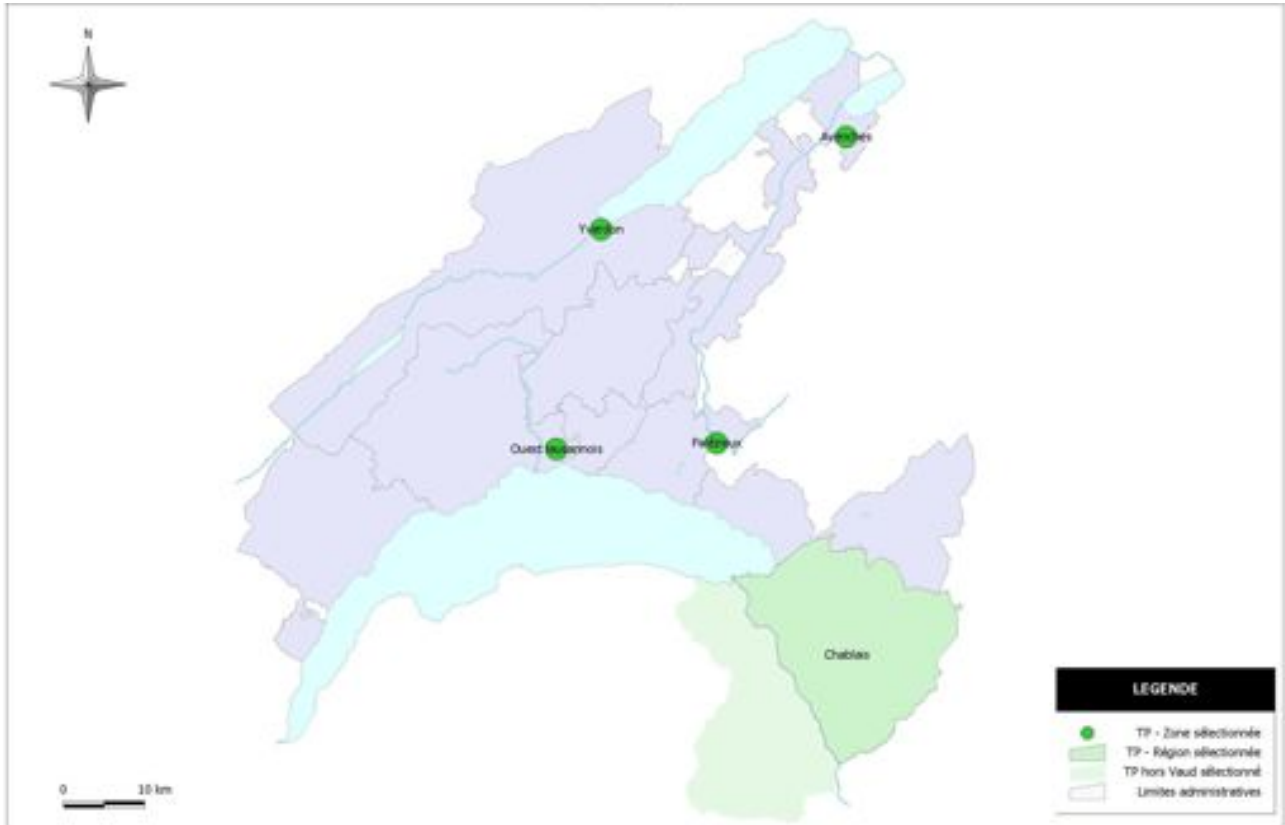 N
Avenches
Yverdon
Ouest lausannois
Palézieux
Chablais
LEGENDE
TP - Zone sélectionnée
TP - Région sélectionnée
TP hors Vaud sélectionné
Limites administratives
0 10 km